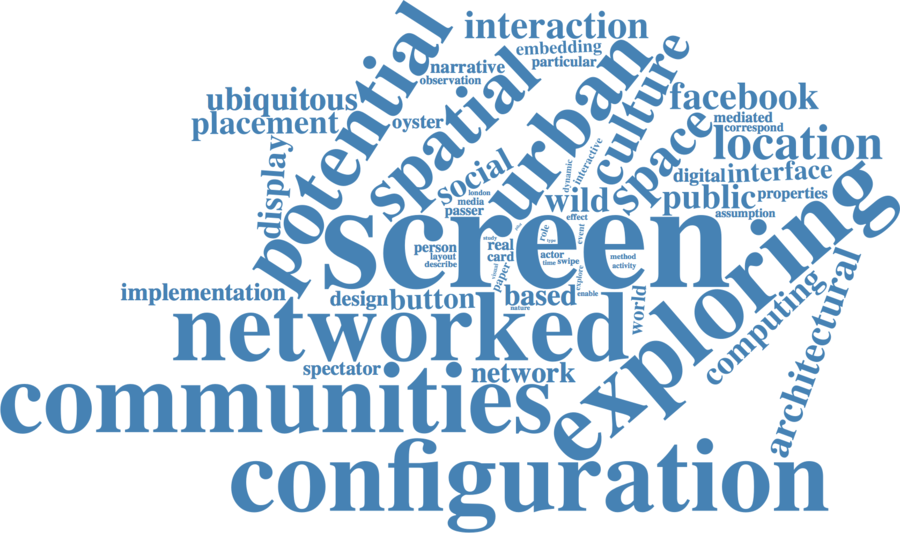 potential
interaction
embedding
particular
urban
culture
narrative
observation
spatial
ubiquitous
placement
oyster
facebook
mediated
correspond
location
space
display
social
london
media
passer
dynamic
interactive
wild
effect
digital interface
public
properties
assumption
screen
exploring
person
layout
describe
study
real
card
visual
paper
role
type
event
actor
time
swipe
explore
enable
method
activity
implementation
design
button
based
nature
world
computing
architectural
networked
spectator
network
communities
configuration